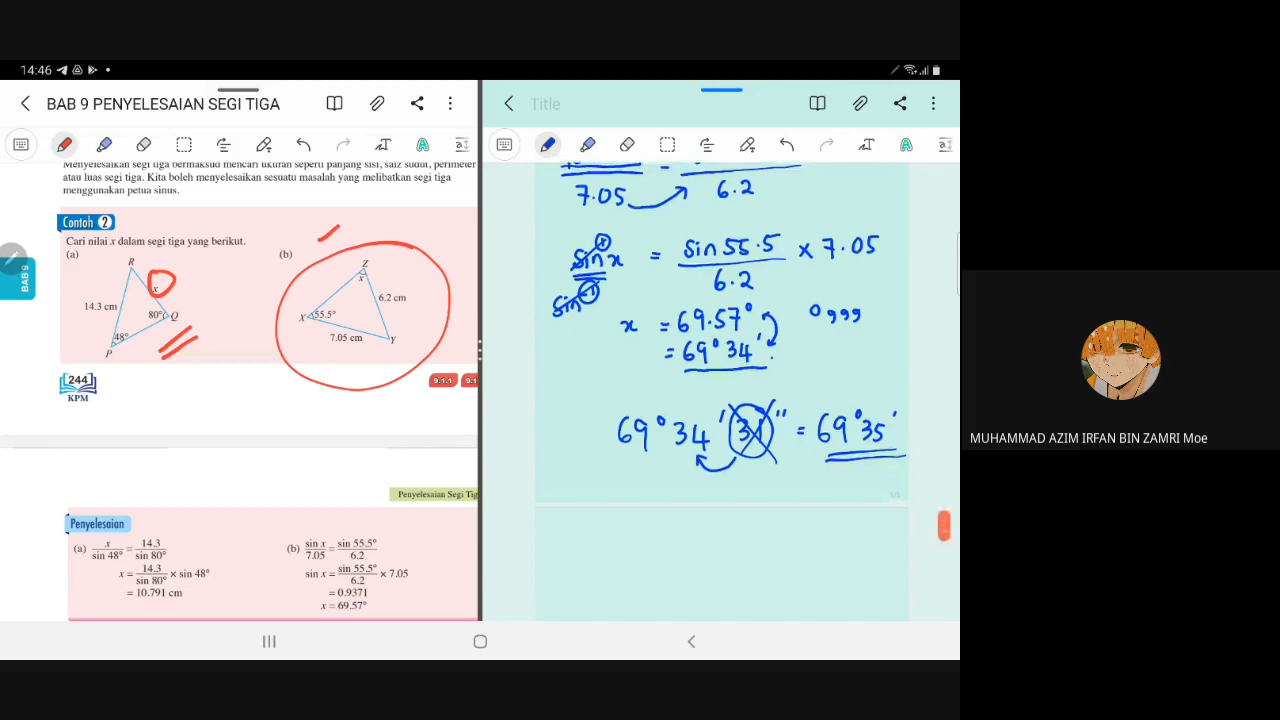 14:46
BAB 9 PENYELESAIAN SEGI TIGA
Menyelesaikan segi tiga bermaksud mencari ukuran seperti panjang sisi, saiz sudut, perimeter
atau luas segi tiga. Kita boleh menyelesaikan sesuatu masalah yang melibatkan segi tiga
menggunakan petua sinus.
Contoh 2
Cari nilai x dalam segi tiga yang berikut.
(a)
R
x
14.3 cm
80°
Q
48°
P
(b)
Z
x
6.2 cm
X
55.5°
7.05 cm
Y
BAB 9
244
KPM
9.1.1
9.1
Penyelesaian Segi Tig
Penyelesaian
(a) x/sin 48° = 14.3/sin 80°
x = 14.3/sin 80° × sin 48°
= 10.791 cm
(b) sin x/7.05 = sin 55.5°/6.2
sin x = sin 55.5°/6.2 × 7.05
= 0.9371
x = 69.57°
Title
7.05
6.2
sin x = sin 55.5/6.2 × 7.05
sin⁻¹
x = 69.57°
° , , ,
= 69° 34'
69° 34' 31" = 69° 35'
MUHAMMAD AZIM IRFAN BIN ZAMRI Moe